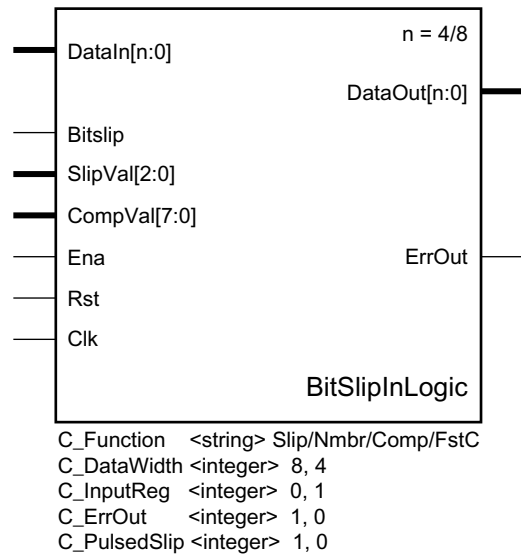 n = 4/8
DataIn[n:0]
DataOut[n:0]
Bitslip
SlipVal[2:0]
CompVal[7:0]
Ena
ErrOut
Rst
Clk
BitSlipInLogic
C_Function <string> Slip/Nmbr/Comp/FstC
C_DataWidth <integer> 8, 4
C_InputReg <integer> 0, 1
C_ErrOut <integer> 1, 0
C_PulsedSlip <integer> 1, 0